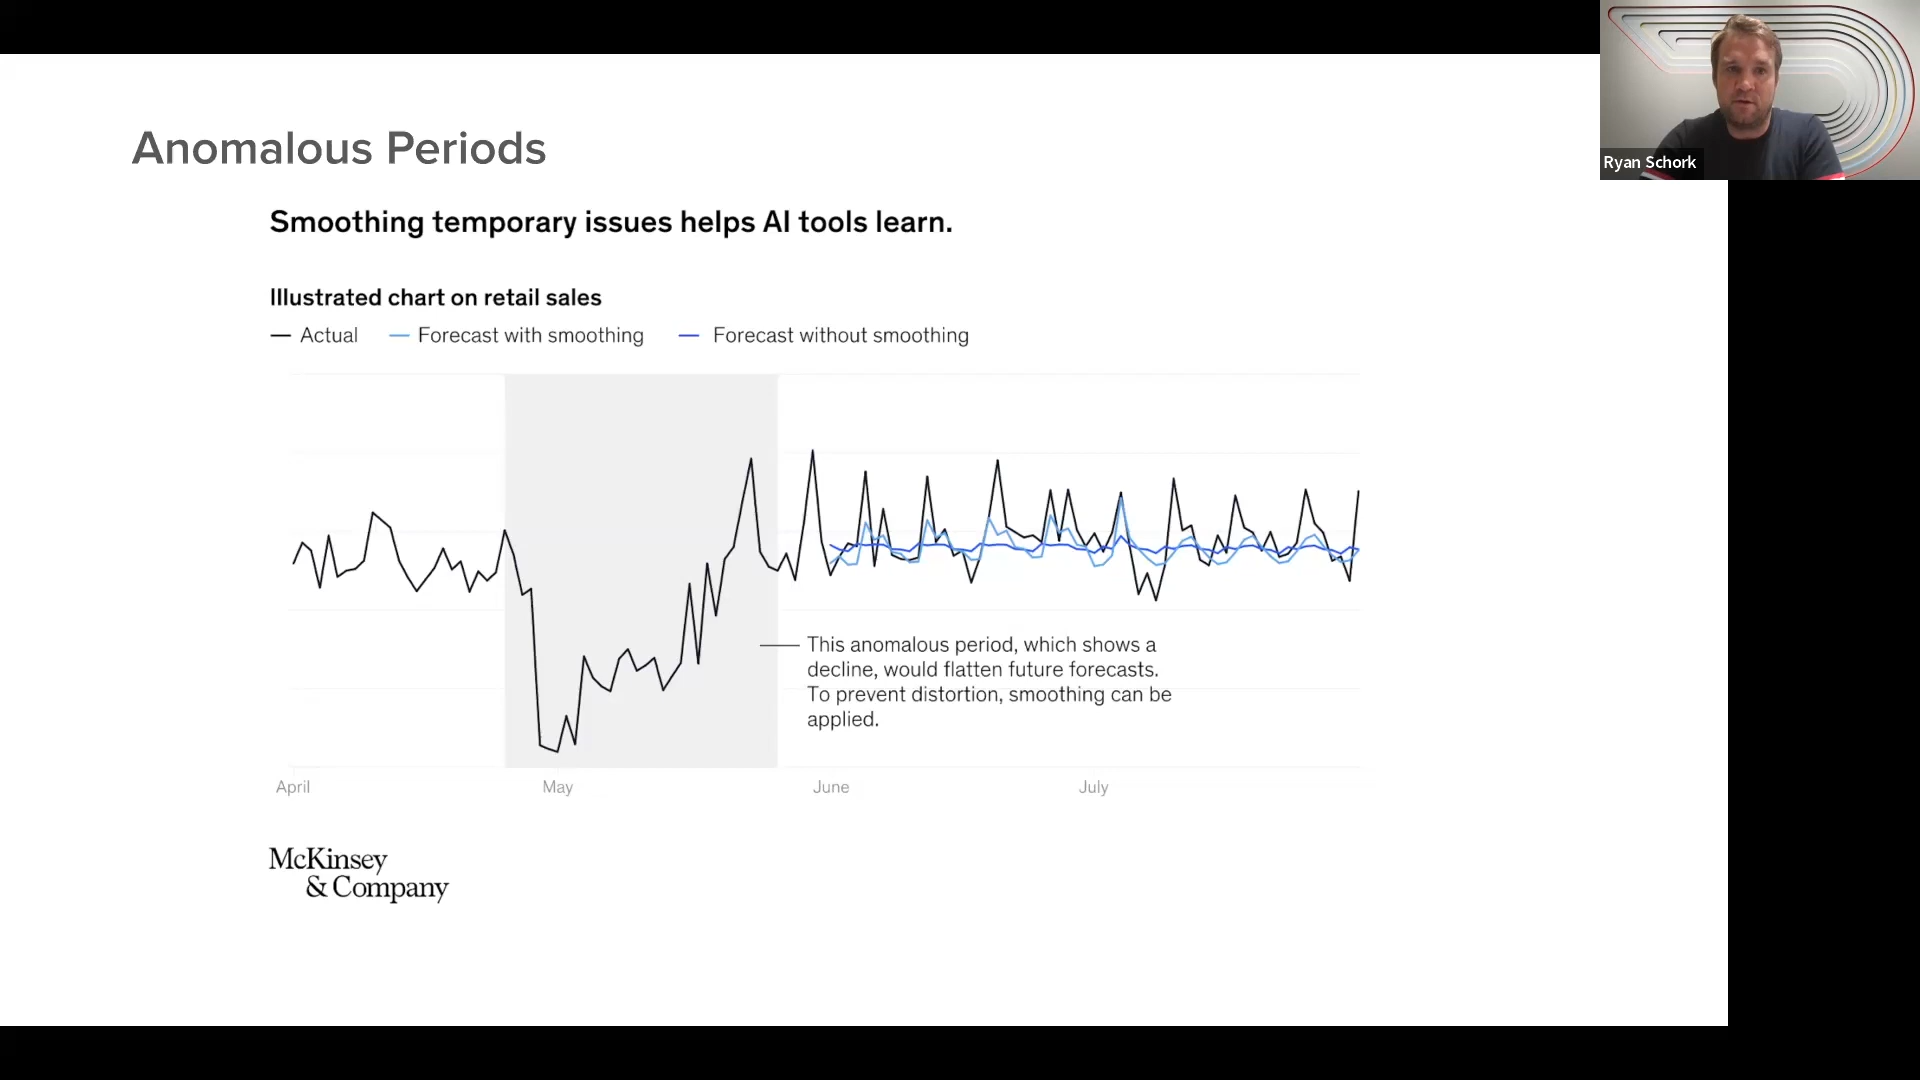 Ryan Schork
Anomalous Periods
Smoothing temporary issues helps AI tools learn.
Illustrated chart on retail sales
Actual
Forecast with smoothing
Forecast without smoothing
This anomalous period, which shows a
decline, would flatten future forecasts.
To prevent distortion, smoothing can be
applied.
April
May
June
July
McKinsey
& Company